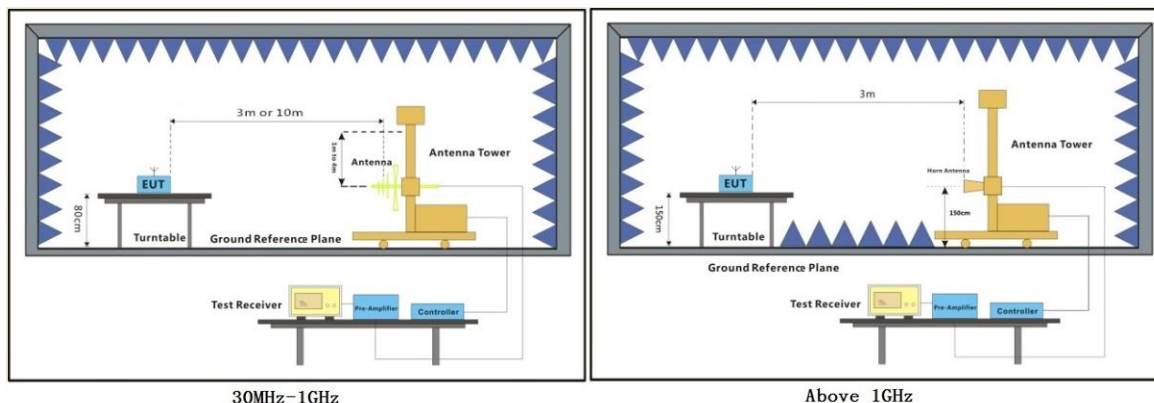 3m or 10m
1m to 4m
Antenna
Antenna Tower
EUT
80cm
Turntable
Ground Reference Plane
Test Receiver
Pre-Amplifier
Controller
30MHz-1GHz
3m
Antenna Tower
Horn Antenna
EUT
150cm
150cm
Turntable
Ground Reference Plane
Test Receiver
Pre-Amplifier
Controller
Above 1GHz